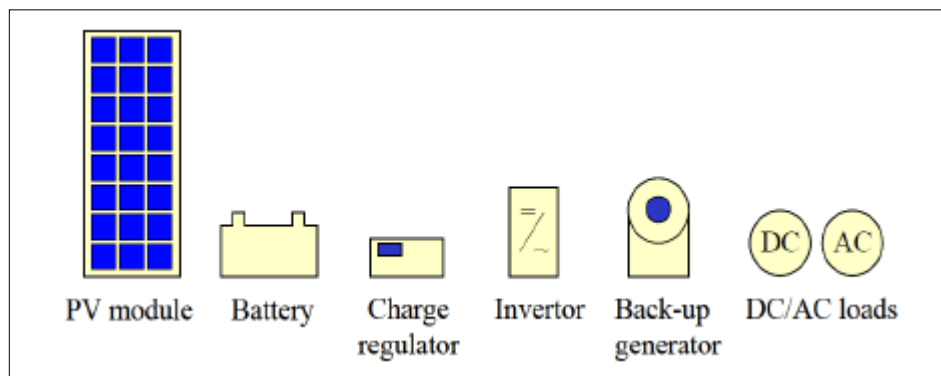 =
~
DC AC
PV module Battery Charge regulator Invertor Back-up generator DC/AC loads